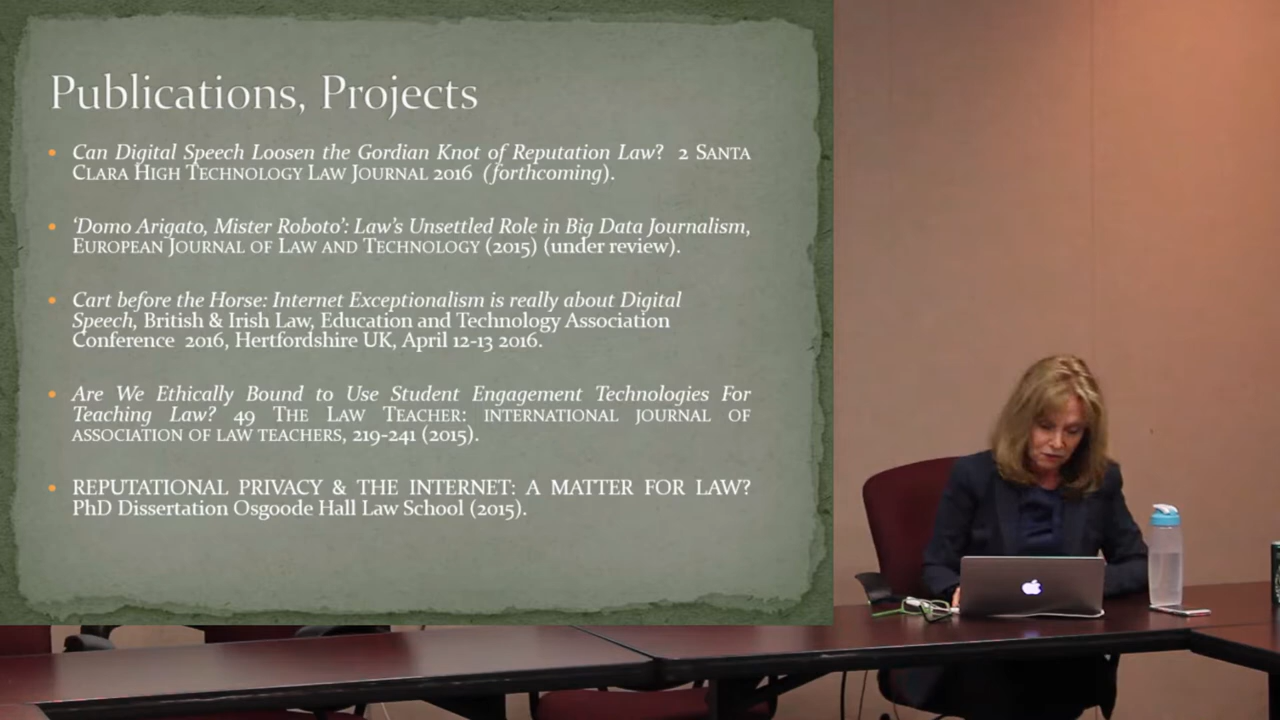 Publications, Projects
• Can Digital Speech Loosen the Gordian Knot of Reputation Law? 2 SANTA
CLARA HIGH TECHNOLOGY LAW JOURNAL 2016 (forthcoming).
• ‘Domo Arigato, Mister Roboto’: Law’s Unsettled Role in Big Data Journalism,
EUROPEAN JOURNAL OF LAW AND TECHNOLOGY (2015) (under review).
• Cart before the Horse: Internet Exceptionalism is really about Digital
Speech, British & Irish Law, Education and Technology Association
Conference 2016, Hertfordshire UK, April 12-13 2016.
• Are We Ethically Bound to Use Student Engagement Technologies For
Teaching Law? 49 THE LAW TEACHER: INTERNATIONAL JOURNAL OF
ASSOCIATION OF LAW TEACHERS, 219-241 (2015).
• REPUTATIONAL PRIVACY & THE INTERNET: A MATTER FOR LAW?
PhD Dissertation Osgoode Hall Law School (2015).